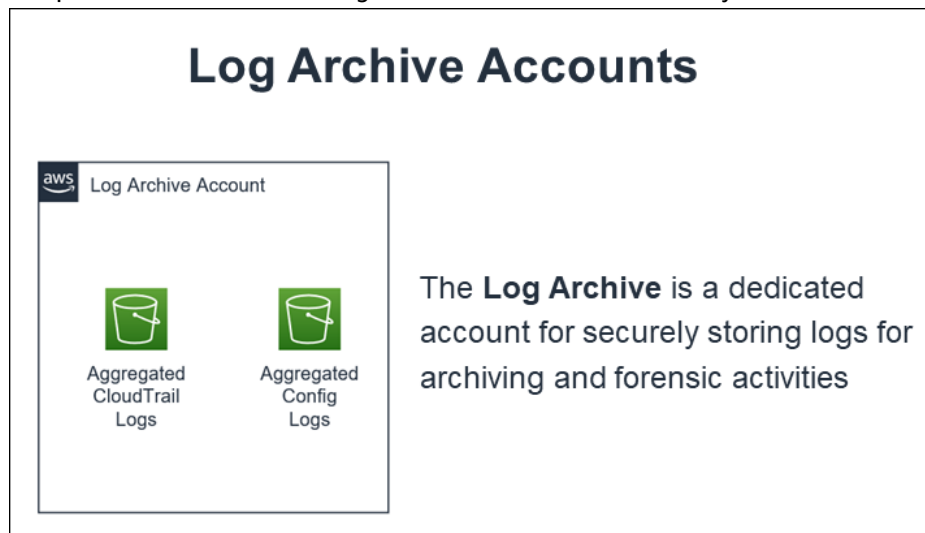 Log Archive Accounts
aws
Log Archive Account
Aggregated
CloudTrail
Logs
Aggregated
Config
Logs
The Log Archive is a dedicated
account for securely storing logs for
archiving and forensic activities